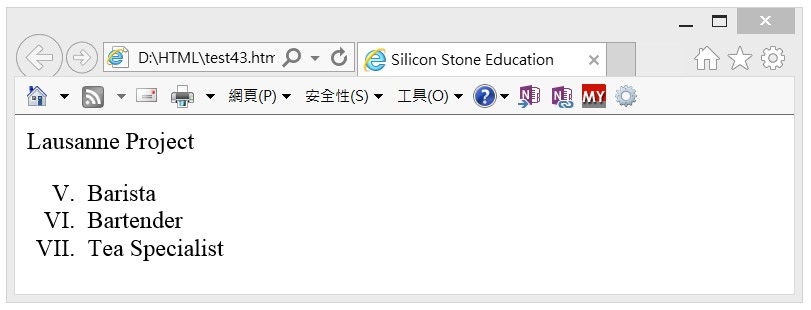 D:\HTML\test43.htm
Silicon Stone Education
網頁(P) 安全性(S) 工具(O) MY
Lausanne Project
V. Barista
VI. Bartender
VII. Tea Specialist